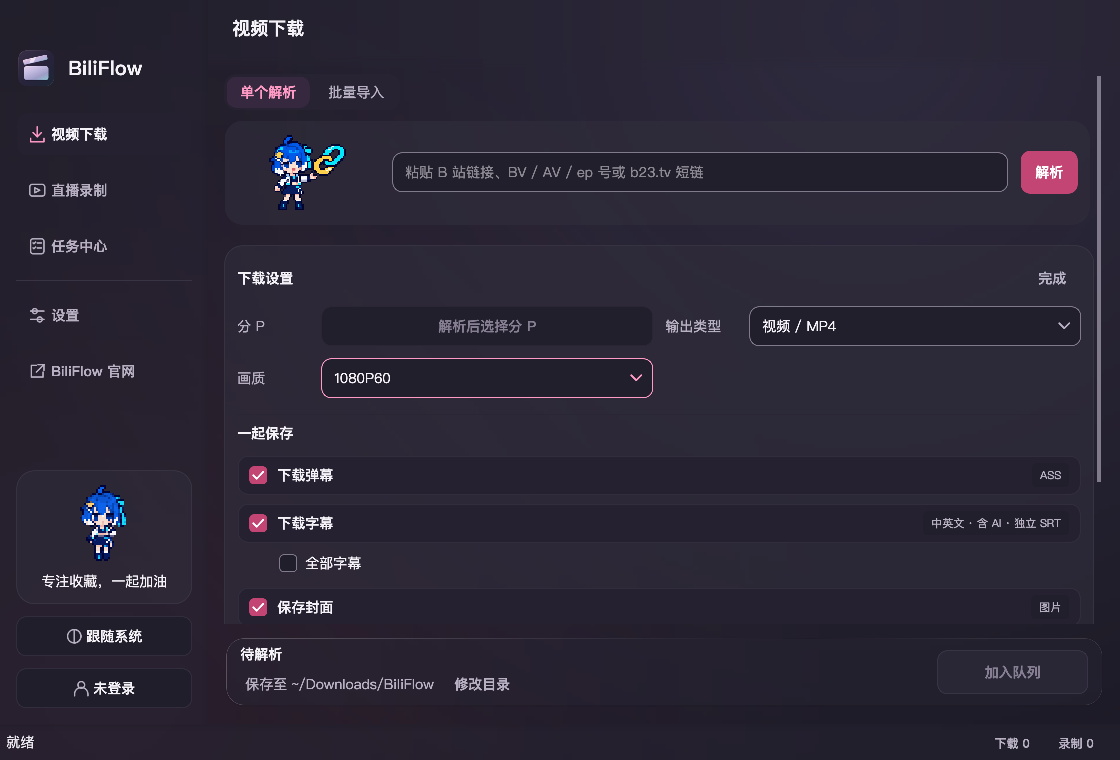 BiliFlow
视频下载
直播录制
任务中心
设置
BiliFlow 官网
专注收藏，一起加油
跟随系统
未登录
视频下载
单个解析 批量导入
粘贴 B 站链接、BV / AV / ep 号或 b23.tv 短链 解析
下载设置 完成
分 P 解析后选择分 P 输出类型 视频 / MP4
画质 1080P60
一起保存
下载弹幕 ASS
下载字幕 中英文 · 含 AI · 独立 SRT
全部字幕
保存封面 图片
待解析
保存至 ~/Downloads/BiliFlow 修改目录 加入队列
就绪 下载 0 录制 0